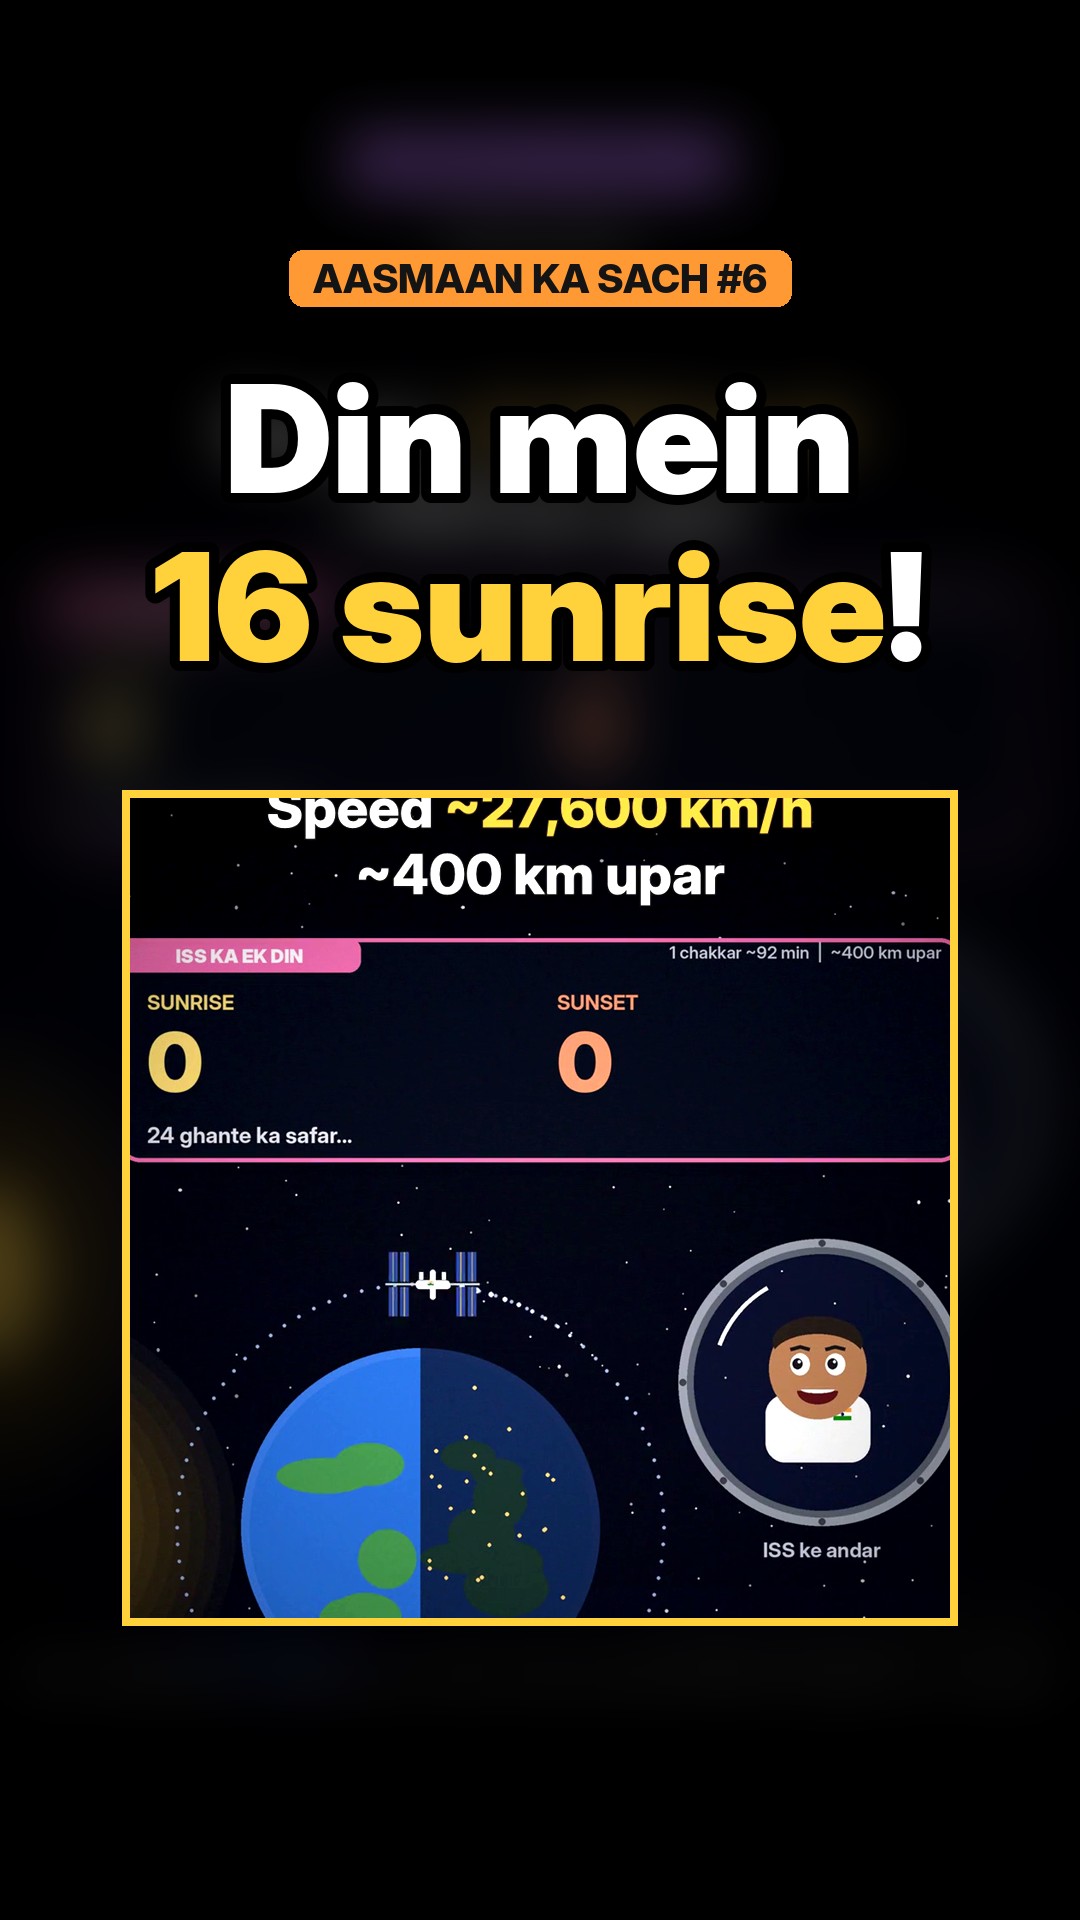 AASMAAN KA SACH #6
Din mein
16 sunrise!
Speed ~27,600 km/h
~400 km upar
ISS KA EK DIN
1 chakkar ~92 min | ~400 km upar
SUNRISE
SUNSET
0
0
24 ghante ka safar...
ISS ke andar